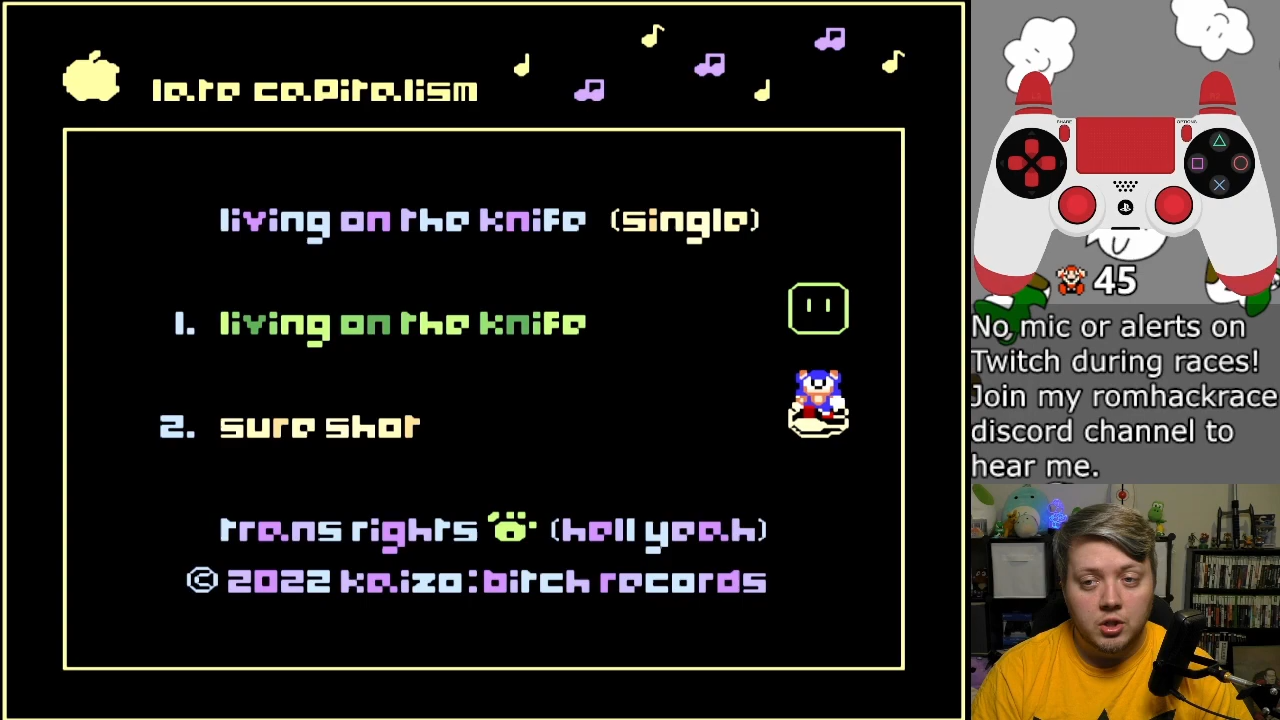 late capitalism
living on the knife (single)
1. living on the knife
2. sure shot
trans rights (hell yeah)
© 2022 kaizo:bitch records
SHARE
OPTIONS
45
No mic or alerts on
Twitch during races!
Join my romhackrace
discord channel to
hear me.